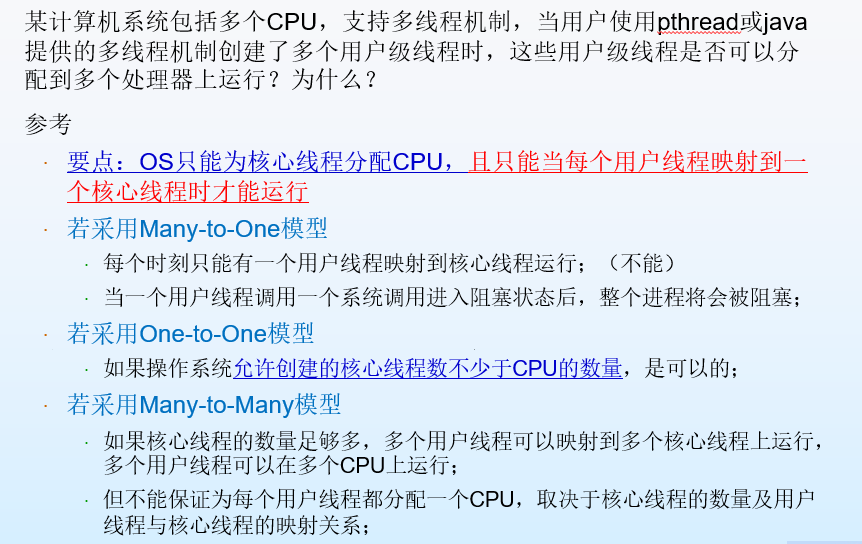 某计算机系统包括多个CPU，支持多线程机制，当用户使用pthread或java
提供的多线程机制创建了多个用户级线程时，这些用户级线程是否可以分
配到多个处理器上运行？为什么？
参考
· 要点：OS只能为核心线程分配CPU，且只能当每个用户线程映射到一
个核心线程时才能运行
· 若采用Many-to-One模型
· 每个时刻只能有一个用户线程映射到核心线程运行；（不能）
· 当一个用户线程调用一个系统调用进入阻塞状态后，整个进程将会被阻塞；
· 若采用One-to-One模型
· 如果操作系统允许创建的核心线程数不少于CPU的数量，是可以的；
· 若采用Many-to-Many模型
· 如果核心线程的数量足够多，多个用户线程可以映射到多个核心线程上运行，
多个用户线程可以在多个CPU上运行；
· 但不能保证为每个用户线程都分配一个CPU，取决于核心线程的数量及用户
线程与核心线程的映射关系；